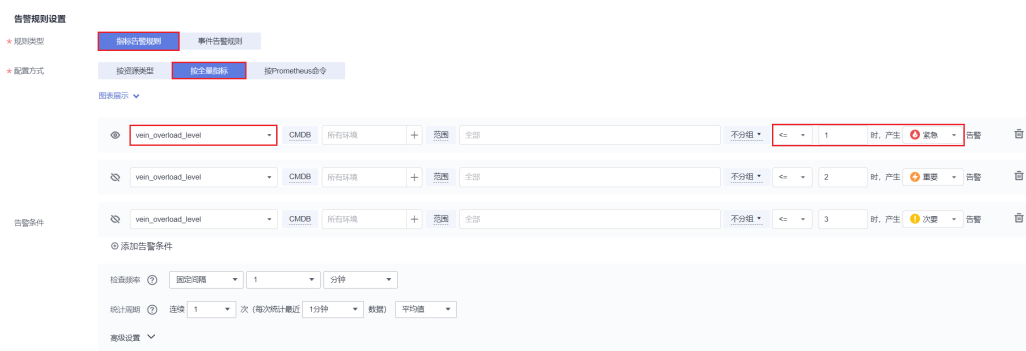 告警规则设置
* 规则类型 指标告警规则 事件告警规则
* 配置方式 按资源类型 按全量指标 按Prometheus命令
图表展示
vein_overload_level CMDB 所有环境 + 范围 全部 不分组 <= 1 时，产生 紧急 告警
vein_overload_level CMDB 所有环境 + 范围 全部 不分组 <= 2 时，产生 重要 告警
vein_overload_level CMDB 所有环境 + 范围 全部 不分组 <= 3 时，产生 次要 告警
告警条件
添加告警条件
检查频率 ? 固定间隔 1 分钟
统计周期 ? 连续 1 次 (每次统计最近 1分钟 数据) 平均值
高级设置